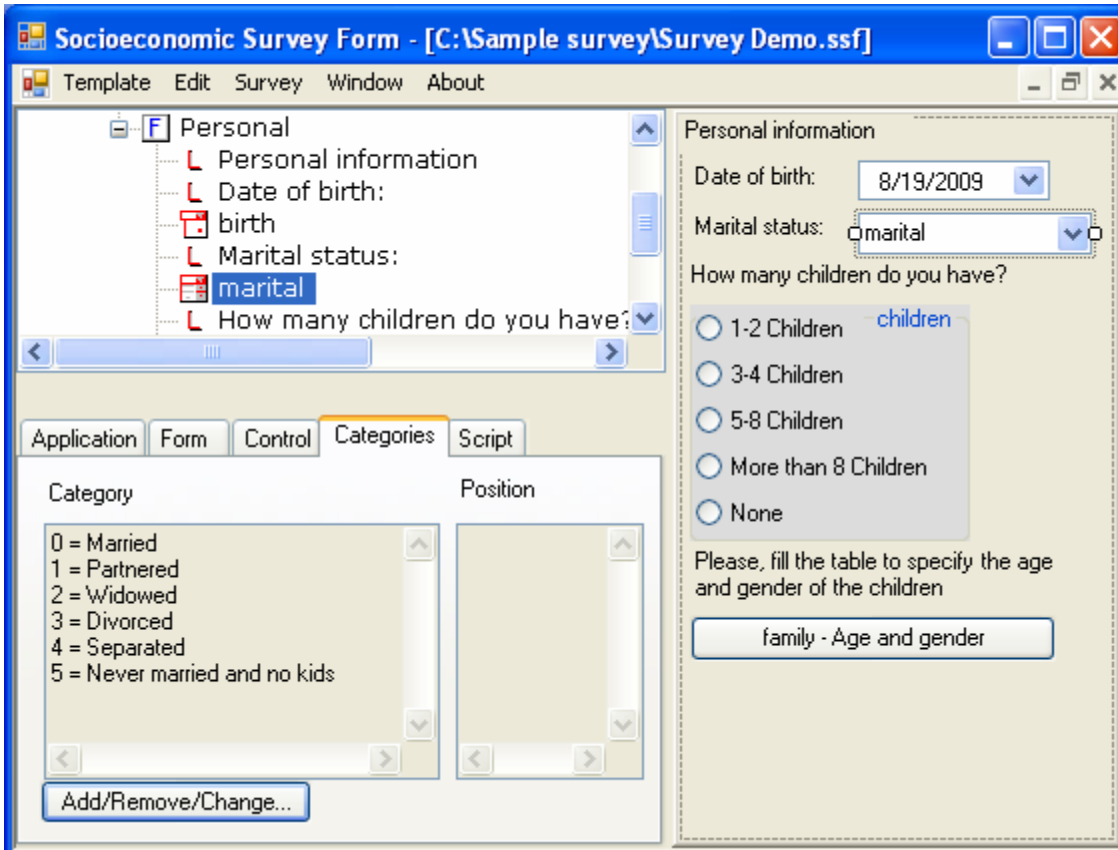 Socioeconomic Survey Form - [C:\Sample survey\Survey Demo.ssf]
Template Edit Survey Window About
F Personal
L Personal information
L Date of birth:
birth
L Marital status:
marital
L How many children do you have?
Application Form Control Categories Script
Category Position
0 = Married
1 = Partnered
2 = Widowed
3 = Divorced
4 = Separated
5 = Never married and no kids
Add/Remove/Change...
Personal information
Date of birth: 8/19/2009
Marital status: marital
How many children do you have?
children
1-2 Children
3-4 Children
5-8 Children
More than 8 Children
None
Please, fill the table to specify the age
and gender of the children
family - Age and gender